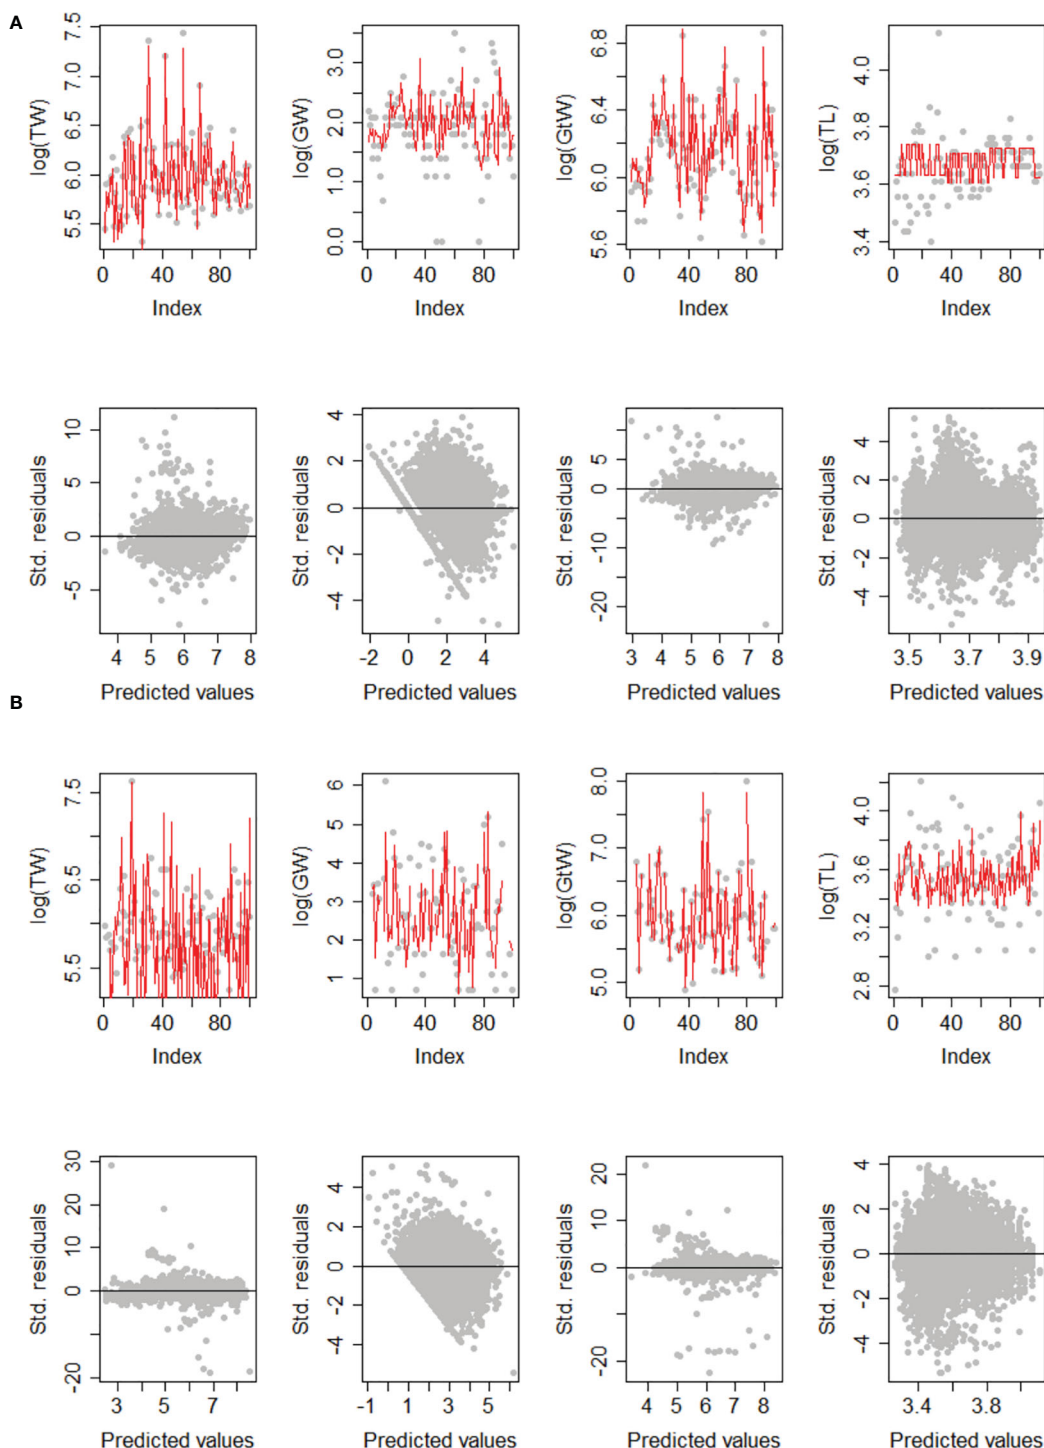 A
log(TW)
7.5
7.0
6.5
6.0
5.5
0 40 80
Index
log(GW)
3.0
2.0
1.0
0.0
0 40 80
Index
log(GtW)
6.8
6.4
6.0
5.6
0 40 80
Index
log(TL)
4.0
3.8
3.6
3.4
0 40 80
Index
Std. residuals
10
5
0
-5
4 5 6 7 8
Predicted values
Std. residuals
4
2
0
-2
-4
-2 0 2 4
Predicted values
Std. residuals
5
0
-10
-20
3 4 5 6 7 8
Predicted values
Std. residuals
4
2
0
-2
-4
3.5 3.7 3.9
Predicted values
B
log(TW)
7.5
6.5
5.5
0 40 80
Index
log(GW)
6
5
4
3
2
1
0 40 80
Index
log(GtW)
8.0
7.0
6.0
5.0
0 40 80
Index
log(TL)
4.0
3.6
3.2
2.8
0 40 80
Index
Std. residuals
30
20
10
0
-20
3 5 7
Predicted values
Std. residuals
4
2
0
-2
-4
-1 1 3 5
Predicted values
Std. residuals
20
10
0
-20
4 5 6 7 8
Predicted values
Std. residuals
4
2
0
-2
-4
3.4 3.8
Predicted values